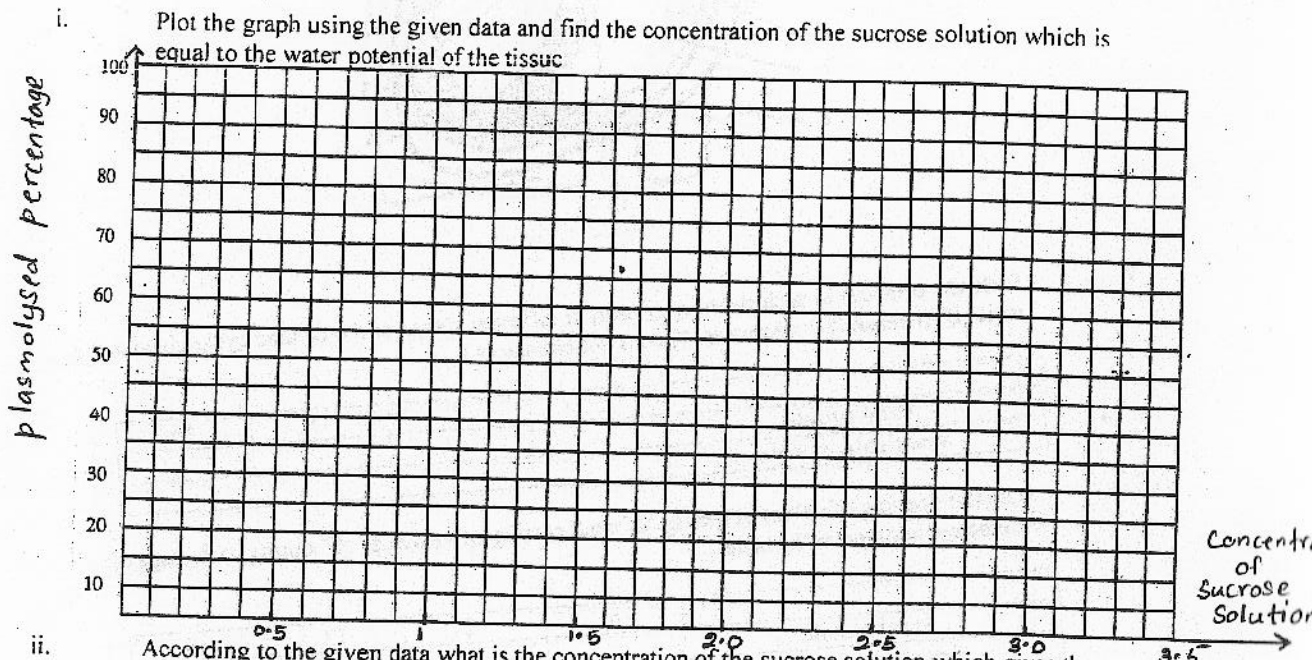 i. Plot the graph using the given data and find the concentration of the sucrose solution which is
equal to the water potential of the tissue
plasmolysed percentage
100
90
80
70
60
50
40
30
20
10
0.5 1 1.5 2.0 2.5 3.0 3.5
Concentra
of
Sucrose
Solution
ii. According to the given data what is the concentration of the sucrose solution which